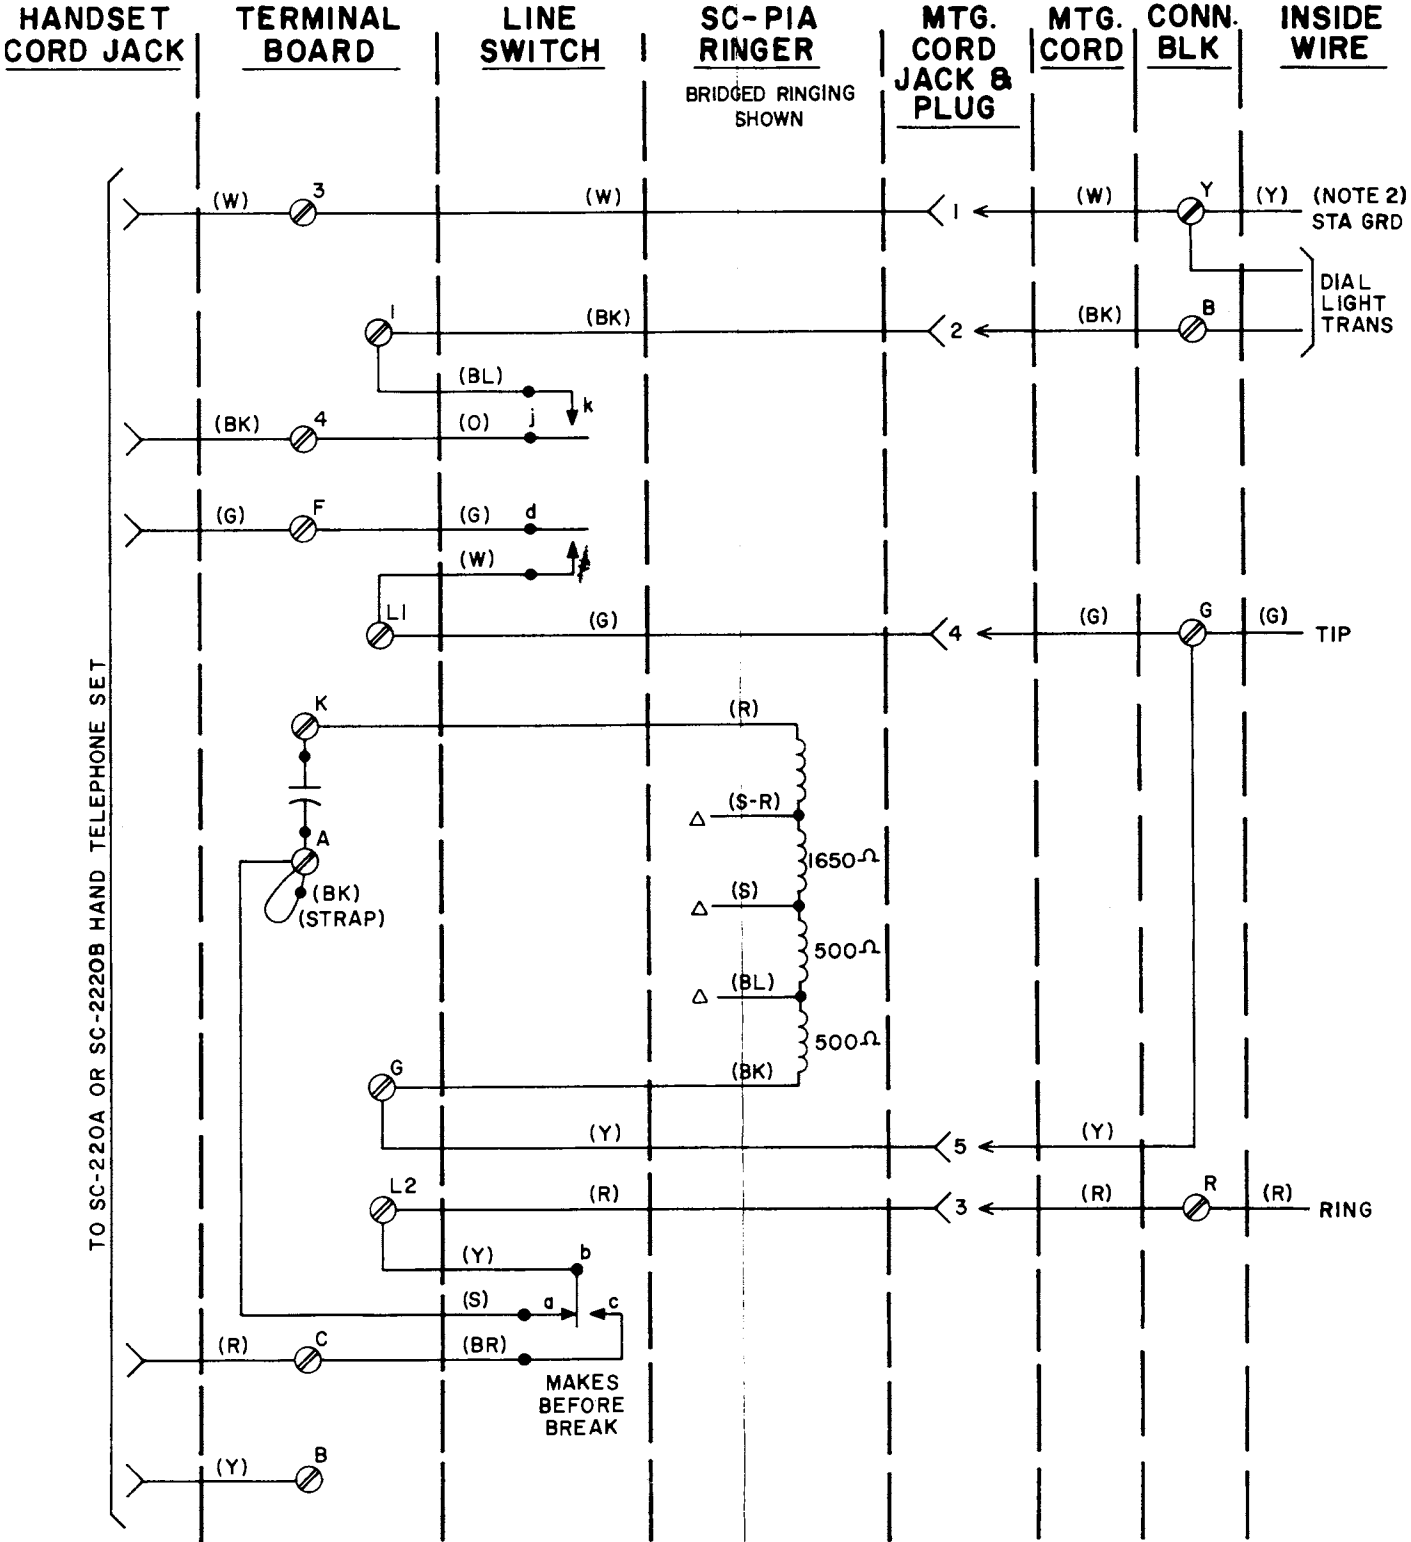 HANDSET
CORD JACK
TERMINAL
BOARD
LINE
SWITCH
SC-P1A
RINGER
BRIDGED RINGING
SHOWN
MTG.
CORD
JACK &
PLUG
MTG.
CORD
CONN.
BLK
INSIDE
WIRE
(W) 3 (W) 1 (W) Y (Y) (NOTE 2)
STA GRD
DIAL
LIGHT
TRANS
1 (BK) 2 (BK) B
(BL) k
(BK) 4 (O) j
(G) F (G) d
(W)
L1 (G) 4 (G) G (G) TIP
K (R)
(S-R)
A 1650Ω
(BK)
(STRAP)
(S)
500Ω
(BL)
500Ω
G (BK)
(Y) 5 (Y)
L2 (R) 3 (R) R (R) RING
(Y) b
(S) a c
(R) C (BR)
MAKES
BEFORE
BREAK
(Y) B
TO SC-220A OR SC-2220B HAND TELEPHONE SET